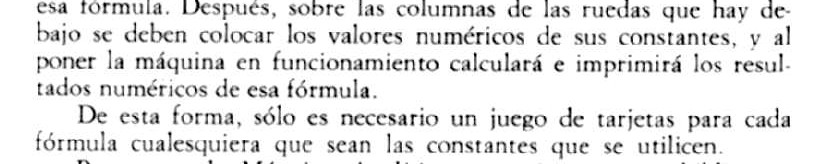 esa fórmula. Después, sobre las columnas de las ruedas que hay de-
bajo se deben colocar los valores numéricos de sus constantes, y al
poner la máquina en funcionamiento calculará e imprimirá los resul-
tados numéricos de esa fórmula.
De esta forma, sólo es necesario un juego de tarjetas para cada
fórmula cualesquiera que sean las constantes que se utilicen.